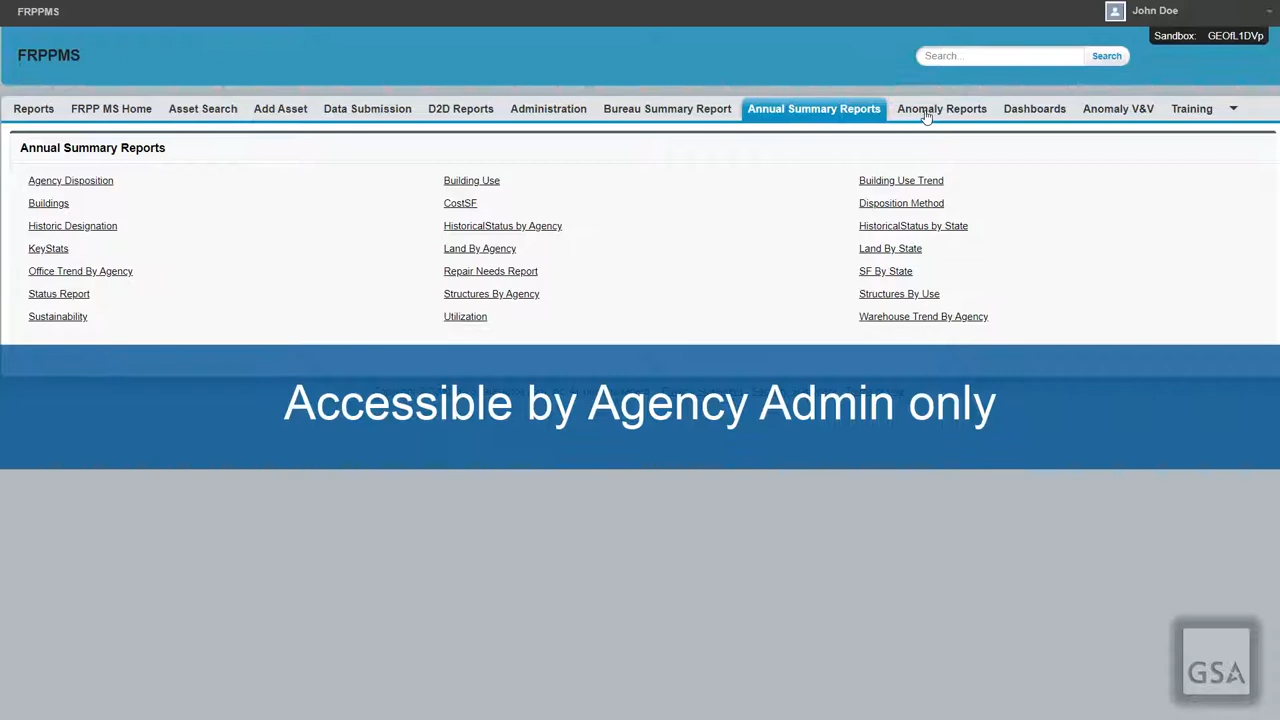 FRPPMS
John Doe
Sandbox: GEOfL1DVp
FRPPMS
Search...
Search
Reports FRPP MS Home Asset Search Add Asset Data Submission D2D Reports Administration Bureau Summary Report Annual Summary Reports Anomaly Reports Dashboards Anomaly V&V Training
Annual Summary Reports
Agency Disposition Building Use Building Use Trend
Buildings CostSF Disposition Method
Historic Designation HistoricalStatus by Agency HistoricalStatus by State
KeyStats Land By Agency Land By State
Office Trend By Agency Repair Needs Report SF By State
Status Report Structures By Agency Structures By Use
Sustainability Utilization Warehouse Trend By Agency
Accessible by Agency Admin only
GSA